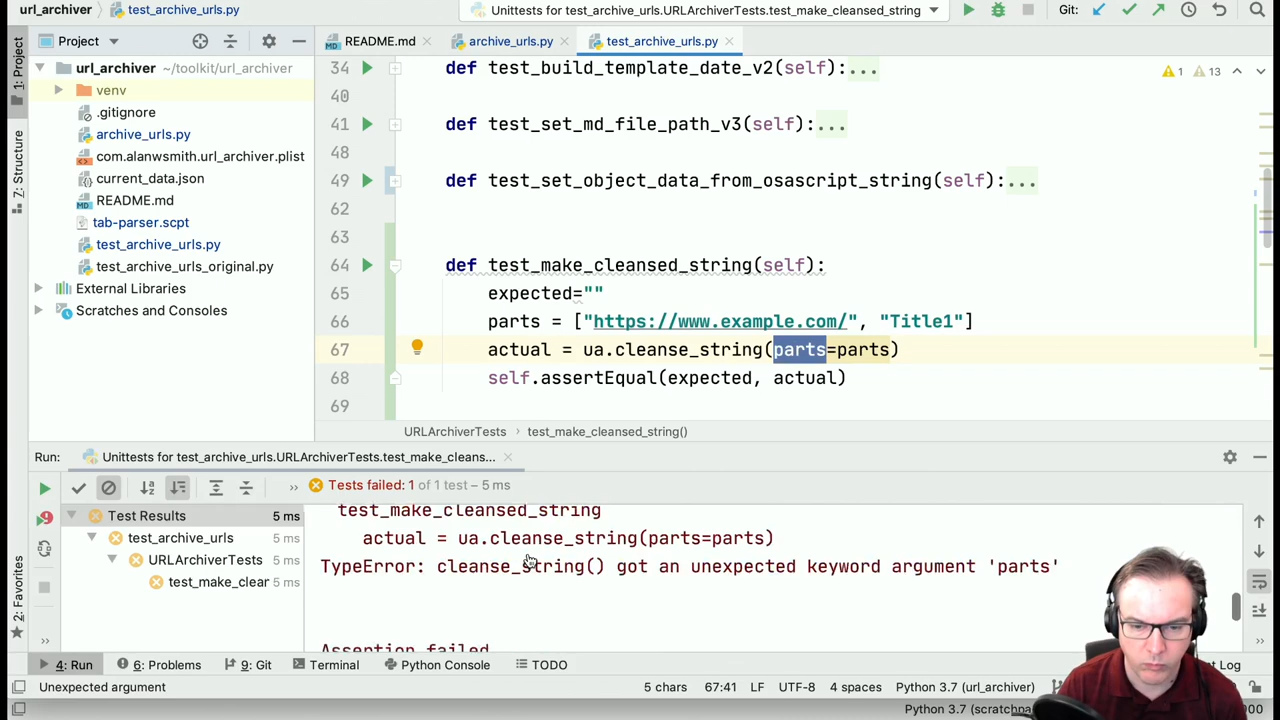 url_archiver
test_archive_urls.py
Unittests for test_archive_urls.URLArchiverTests.test_make_cleansed_string
Git:
1: Project
7: Structure
2: Favorites
Project
README.md
archive_urls.py
test_archive_urls.py
url_archiver ~/toolkit/url_archiver
venv
.gitignore
archive_urls.py
com.alanwsmith.url_archiver.plist
current_data.json
README.md
tab-parser.scpt
test_archive_urls.py
test_archive_urls_original.py
External Libraries
Scratches and Consoles
1 13
34 def test_build_template_date_v2(self):...
40
41 def test_set_md_file_path_v3(self):...
48
49 def test_set_object_data_from_osascript_string(self):...
62
63
64 def test_make_cleansed_string(self):
65 expected=""
66 parts = ["https://www.example.com/", "Title1"]
67 actual = ua.cleanse_string(parts=parts)
68 self.assertEqual(expected, actual)
69
URLArchiverTests › test_make_cleansed_string()
Run: Unittests for test_archive_urls.URLArchiverTests.test_make_cleans...
Tests failed: 1 of 1 test – 5 ms
Test Results 5 ms
test_archive_urls 5 ms
URLArchiverTests 5 ms
test_make_clear 5 ms
test_make_cleansed_string
actual = ua.cleanse_string(parts=parts)
TypeError: cleanse_string() got an unexpected keyword argument 'parts'
Assertion failed
4: Run 6: Problems 9: Git Terminal Python Console TODO
Log
Unexpected argument 5 chars 67:41 LF UTF-8 4 spaces Python 3.7 (url_archiver)